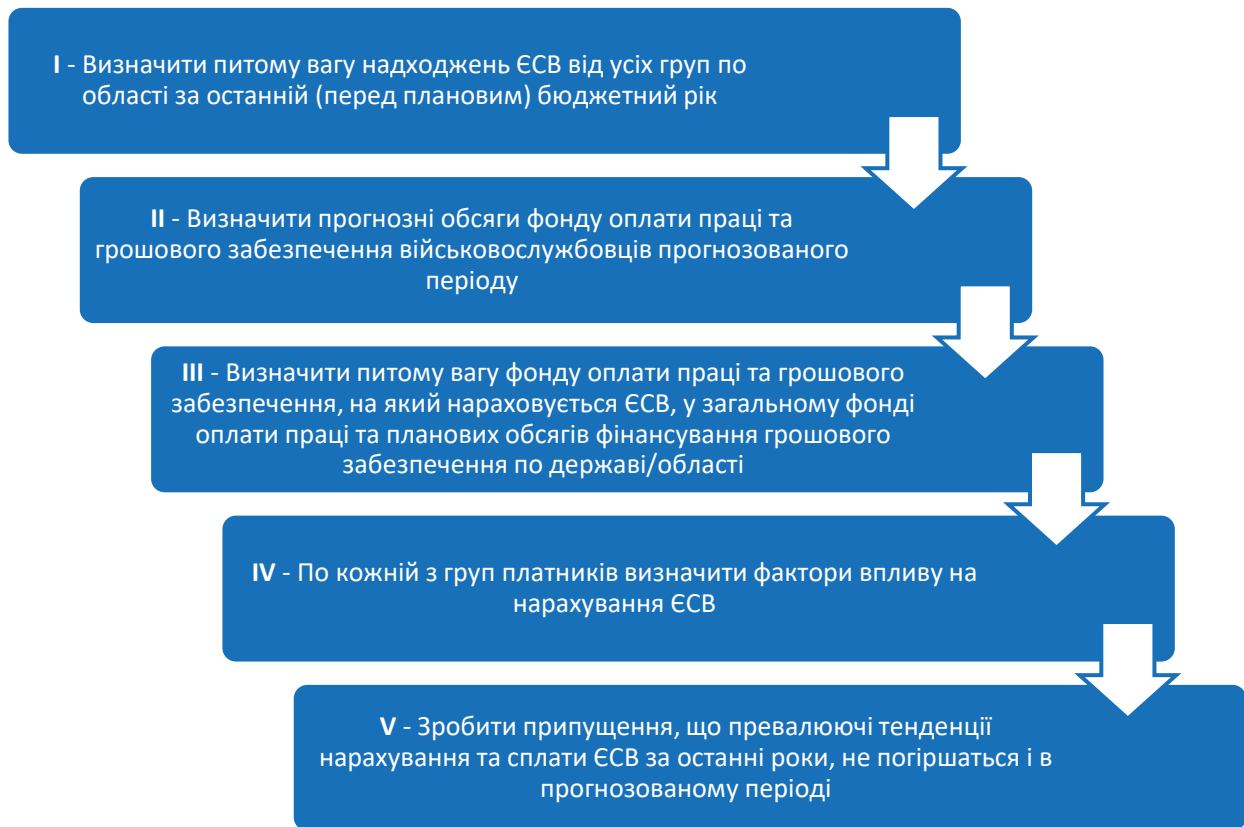 I - Визначити питому вагу надходжень ЄСВ від усіх груп по
області за останній (перед плановим) бюджетний рік
II - Визначити прогнозні обсяги фонду оплати праці та
грошового забезпечення військовослужбовців прогнозованого
періоду
III - Визначити питому вагу фонду оплати праці та грошового
забезпечення, на який нараховується ЄСВ, у загальному фонді
оплати праці та планових обсягів фінансування грошового
забезпечення по державі/області
IV - По кожній з груп платників визначити фактори впливу на
нарахування ЄСВ
V - Зробити припущення, що превалюючі тенденції
нарахування та сплати ЄСВ за останні роки, не погіршаться і в
прогнозованому періоді